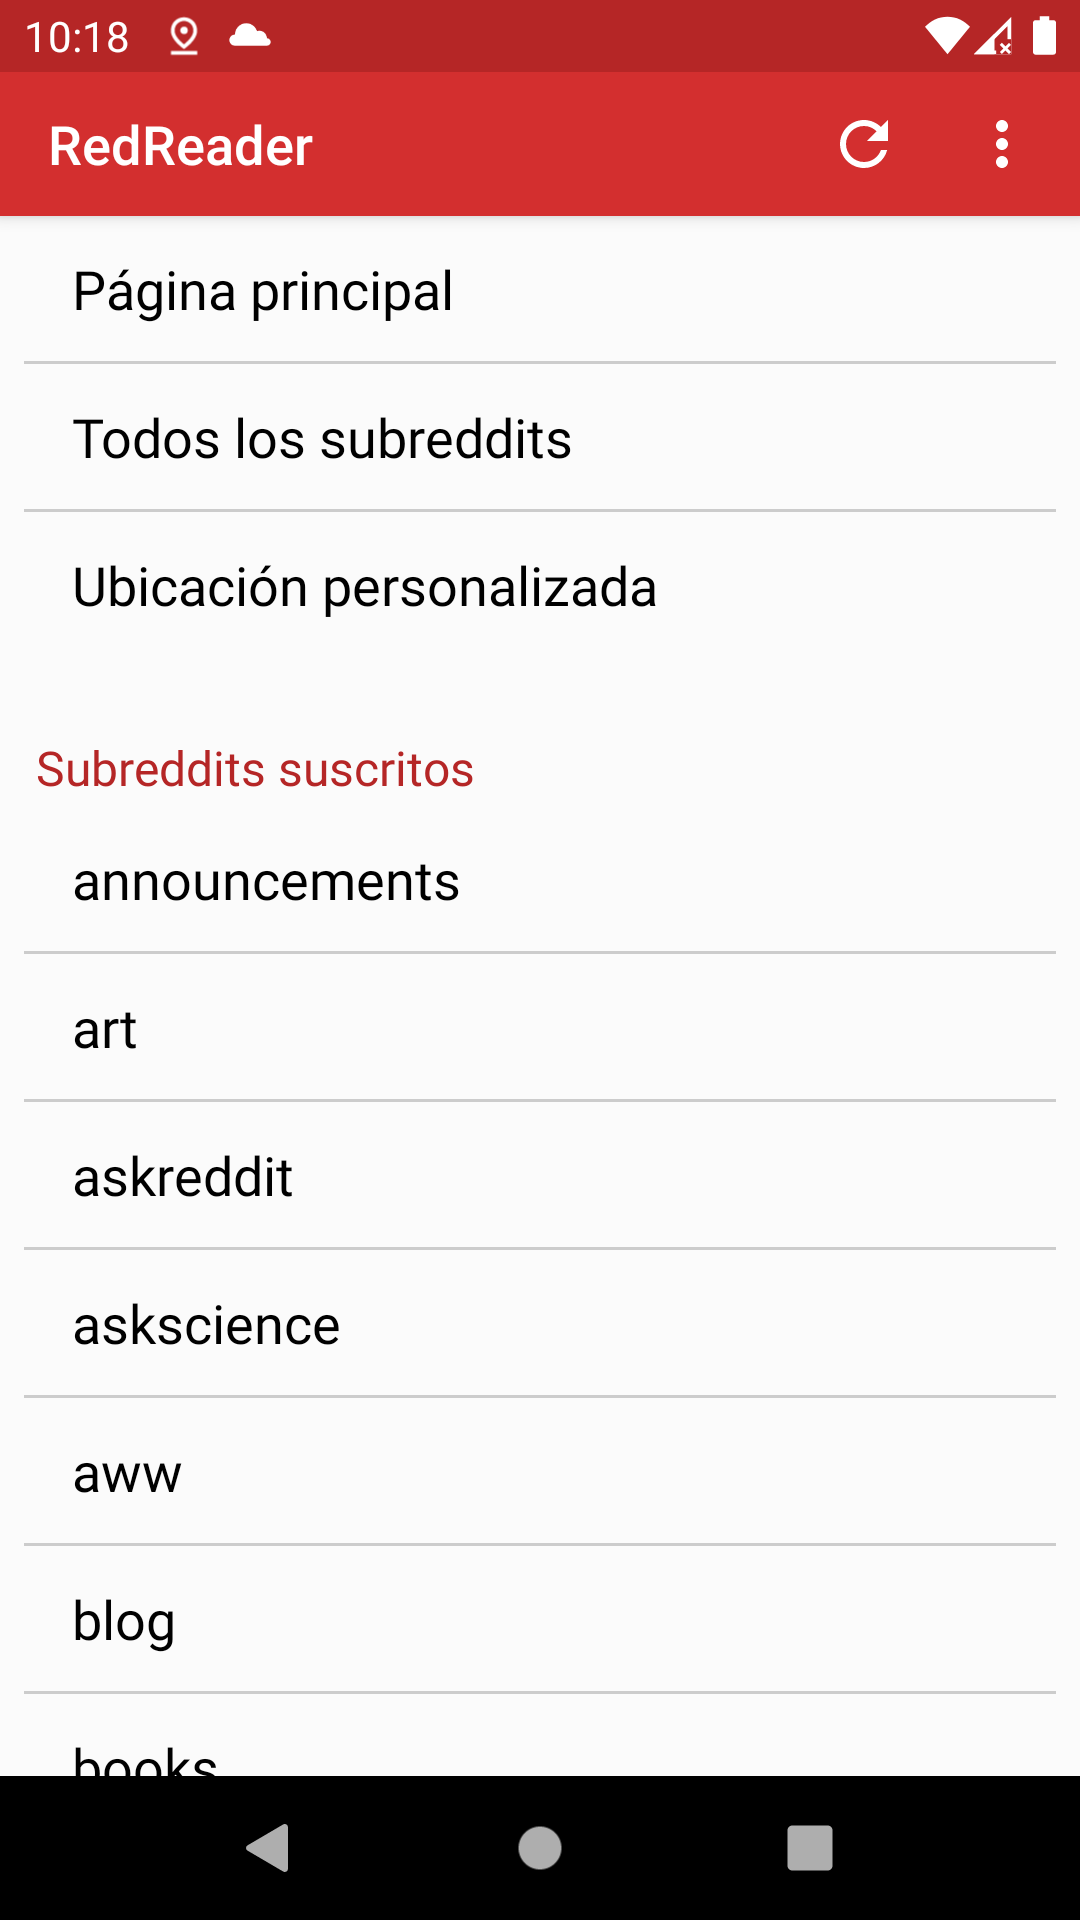 10:18
RedReader
Página principal
Todos los subreddits
Ubicación personalizada
Subreddits suscritos
announcements
art
askreddit
askscience
aww
blog
books